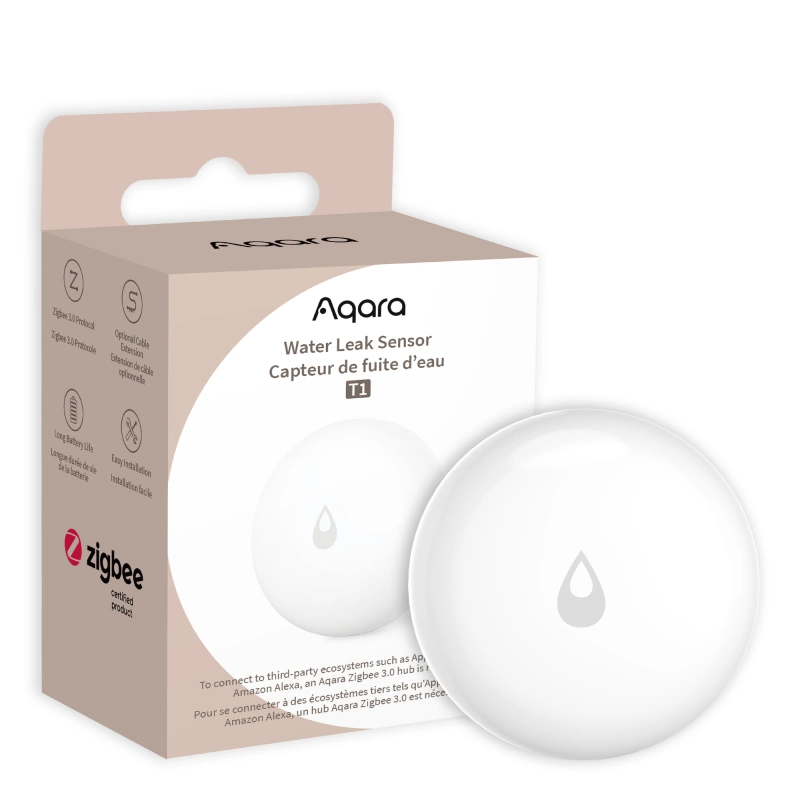 Aqara
Aqara
Water Leak Sensor
Capteur de fuite d'eau
T1
Zigbee 3.0 Protocol
Zigbee 3.0 Protocole
Optional Cable
Extension
Extension de câble
optionnelle
Long Battery Life
Longue durée de vie
de la batterie
Easy Installation
Installation facile
zigbee
certified
product
To connect to third-party ecosystems such as
Amazon Alexa, an Aqara Zigbee 3.0 hub is
Pour se connecter à des écosystèmes tiers tels
Amazon Alexa, un hub Aqara Zigbee 3.0 est